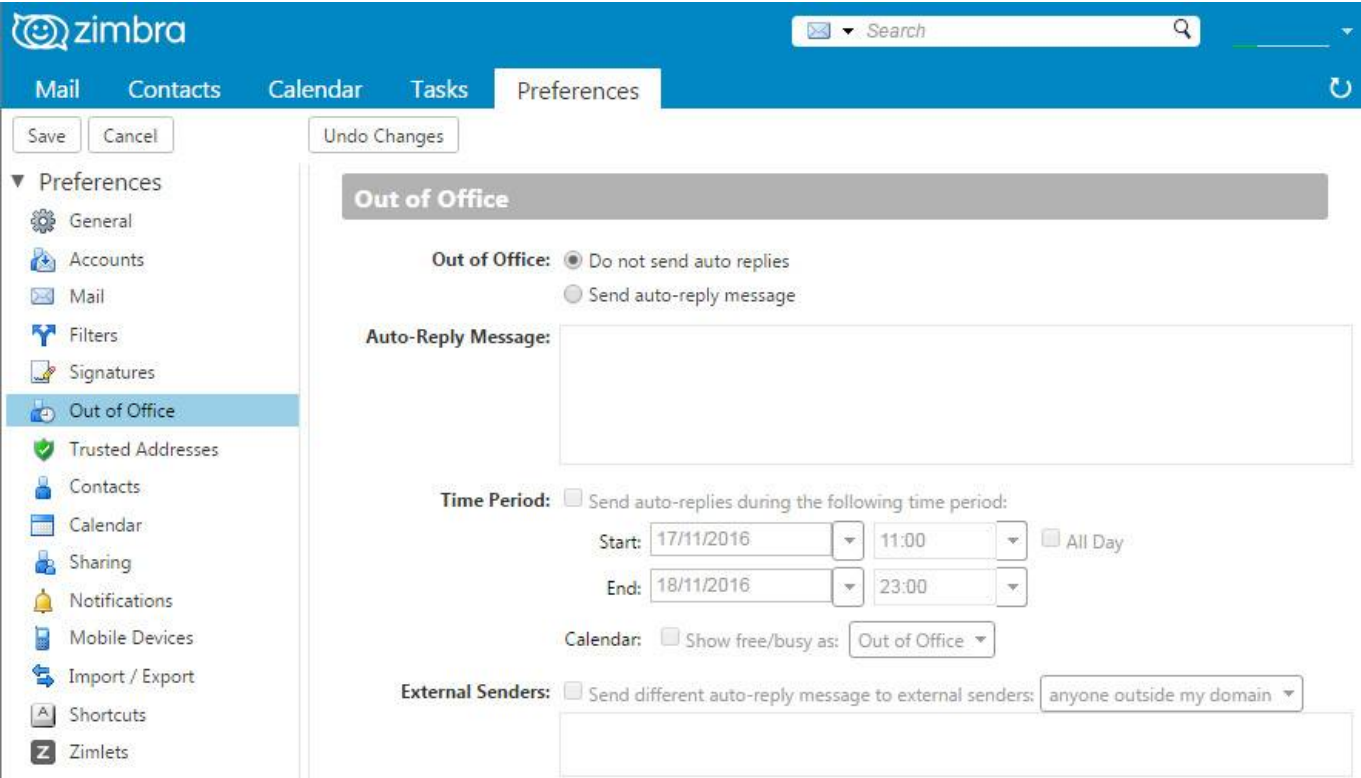 zimbra
Search
Mail Contacts Calendar Tasks Preferences
Save Cancel Undo Changes
Preferences
General
Accounts
Mail
Filters
Signatures
Out of Office
Trusted Addresses
Contacts
Calendar
Sharing
Notifications
Mobile Devices
Import / Export
A Shortcuts
Z Zimlets
Out of Office
Out of Office: Do not send auto replies
Send auto-reply message
Auto-Reply Message:
Time Period: Send auto-replies during the following time period:
Start: 17/11/2016 11:00 All Day
End: 18/11/2016 23:00
Calendar: Show free/busy as: Out of Office
External Senders: Send different auto-reply message to external senders: anyone outside my domain